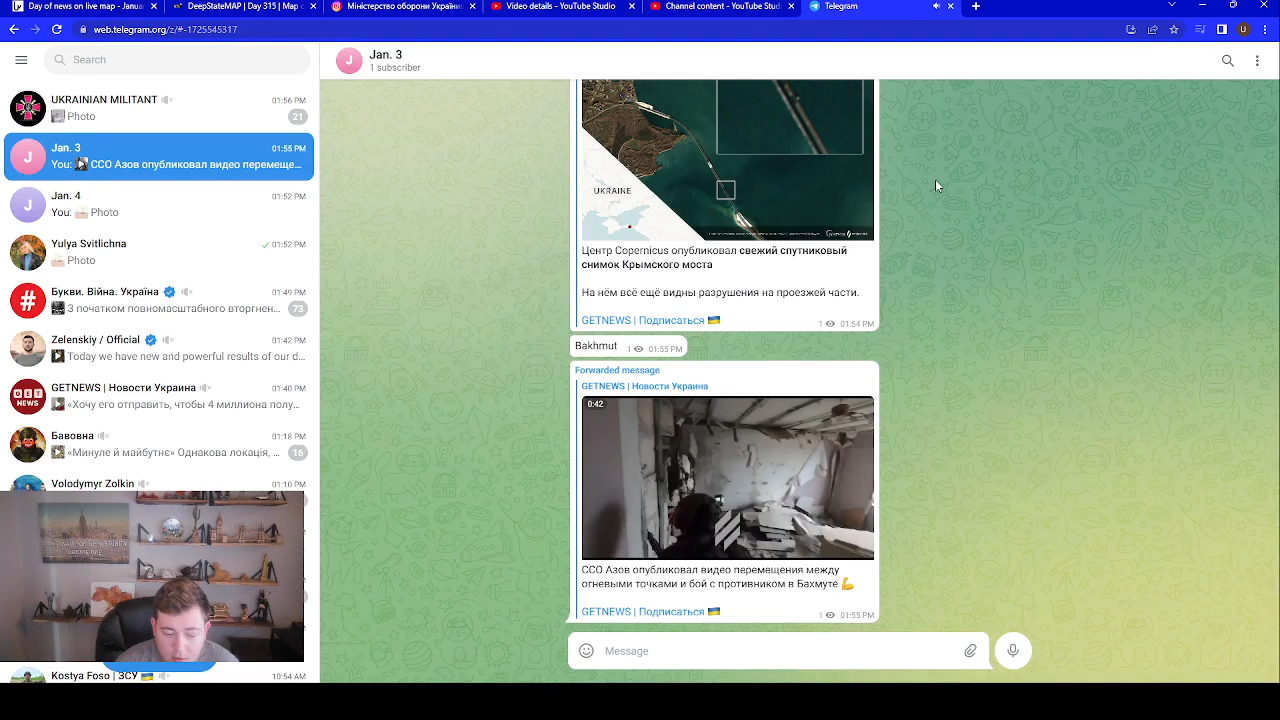 Day of news on live map - Januar
DeepStateMAP | Day 315 | Map c
Міністерство оборони України
Video details - YouTube Studio
Channel content - YouTube Studi
Telegram
web.telegram.org/z/#-1725545317
U
Search
J
Jan. 3
1 subscriber
UKRAINIAN MILITANT
01:56 PM
Photo
21
J
Jan. 3
01:55 PM
You: ССО Азов опубликовал видео перемеще...
J
Jan. 4
01:52 PM
You: Photo
Yulya Svitlichna
01:52 PM
Photo
#
Букви. Війна. Україна
01:49 PM
З початком повномасштабного вторгнен...
73
Zelenskiy / Official
01:42 PM
Today we have new and powerful results of our d...
GET
NEWS
GETNEWS | Новости Украина
01:40 PM
«Хочу его отправить, чтобы 4 миллиона полу...
Бавовна
01:18 PM
«Минуле й майбутнє» Однакова локація, ...
16
Volodymyr Zolkin
01:10 PM
Kostya Foso | ЗСУ
10:54 AM
UKRAINE
Центр Copernicus опубликовал свежий спутниковый
снимок Крымского моста
На нём всё ещё видны разрушения на проезжей части.
GETNEWS | Подписаться
1 01:54 PM
Bakhmut
1 01:55 PM
Forwarded message
GETNEWS | Новости Украина
0:42
ССО Азов опубликовал видео перемещения между
огневыми точками и бой с противником в Бахмуте
GETNEWS | Подписаться
1 01:55 PM
Message